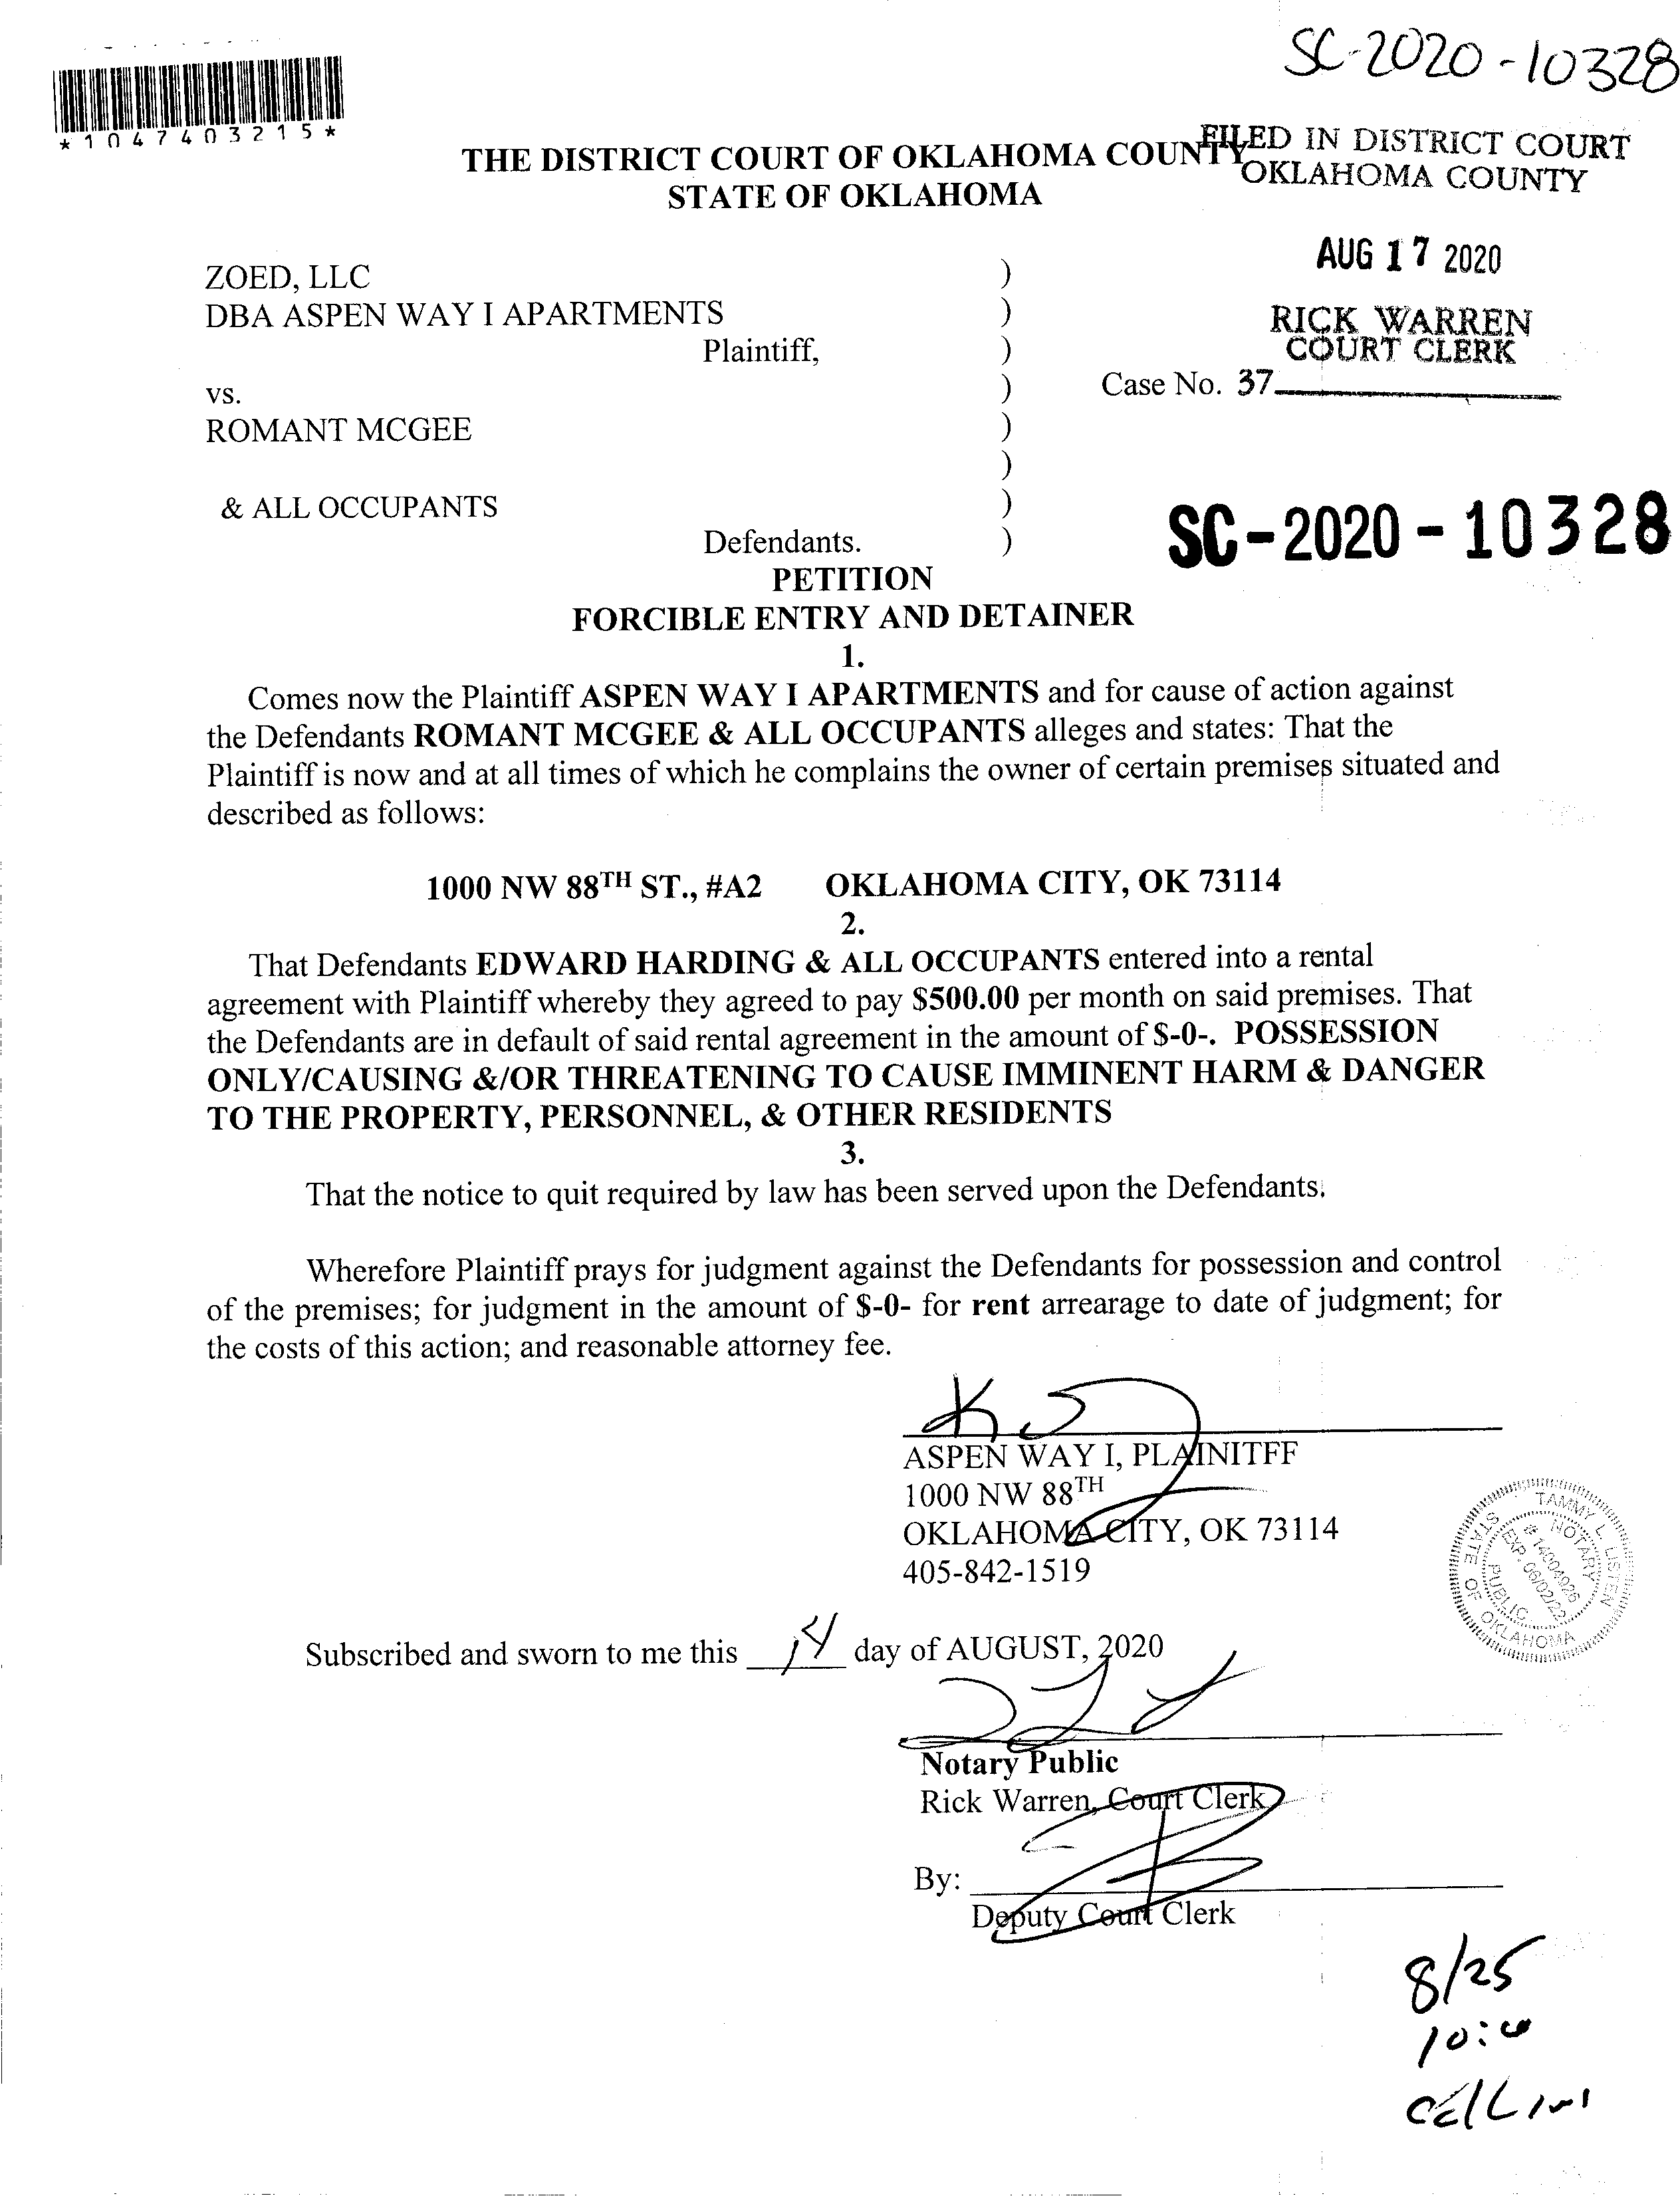 SC-2020-10328
*1047403215*
FILED IN DISTRICT COURT
OKLAHOMA COUNTY
THE DISTRICT COURT OF OKLAHOMA COUNTY
STATE OF OKLAHOMA
AUG 17 2020
RICK WARREN
COURT CLERK
Case No. 37
ZOED, LLC )
DBA ASPEN WAY I APARTMENTS )
Plaintiff, )
vs. )
ROMANT MCGEE )
)
& ALL OCCUPANTS )
Defendants. )
SC-2020-10328
PETITION
FORCIBLE ENTRY AND DETAINER
1.
Comes now the Plaintiff ASPEN WAY I APARTMENTS and for cause of action against
the Defendants ROMANT MCGEE & ALL OCCUPANTS alleges and states: That the
Plaintiff is now and at all times of which he complains the owner of certain premises situated and
described as follows:
1000 NW 88TH ST., #A2 OKLAHOMA CITY, OK 73114
2.
That Defendants EDWARD HARDING & ALL OCCUPANTS entered into a rental
agreement with Plaintiff whereby they agreed to pay $500.00 per month on said premises. That
the Defendants are in default of said rental agreement in the amount of $-0-. POSSESSION
ONLY/CAUSING &/OR THREATENING TO CAUSE IMMINENT HARM & DANGER
TO THE PROPERTY, PERSONNEL, & OTHER RESIDENTS
3.
That the notice to quit required by law has been served upon the Defendants.
Wherefore Plaintiff prays for judgment against the Defendants for possession and control
of the premises; for judgment in the amount of $-0- for rent arrearage to date of judgment; for
the costs of this action; and reasonable attorney fee.
ASPEN WAY I, PLAINITFF
1000 NW 88TH
OKLAHOMA CITY, OK 73114
405-842-1519
TAMMY L. LISTEN
NOTARY PUBLIC
STATE OF OKLAHOMA
# 14004926
EXP. 06/02/22
Subscribed and sworn to me this 14 day of AUGUST, 2020
Notary Public
Rick Warren, Court Clerk
By:
Deputy Court Clerk
8/25